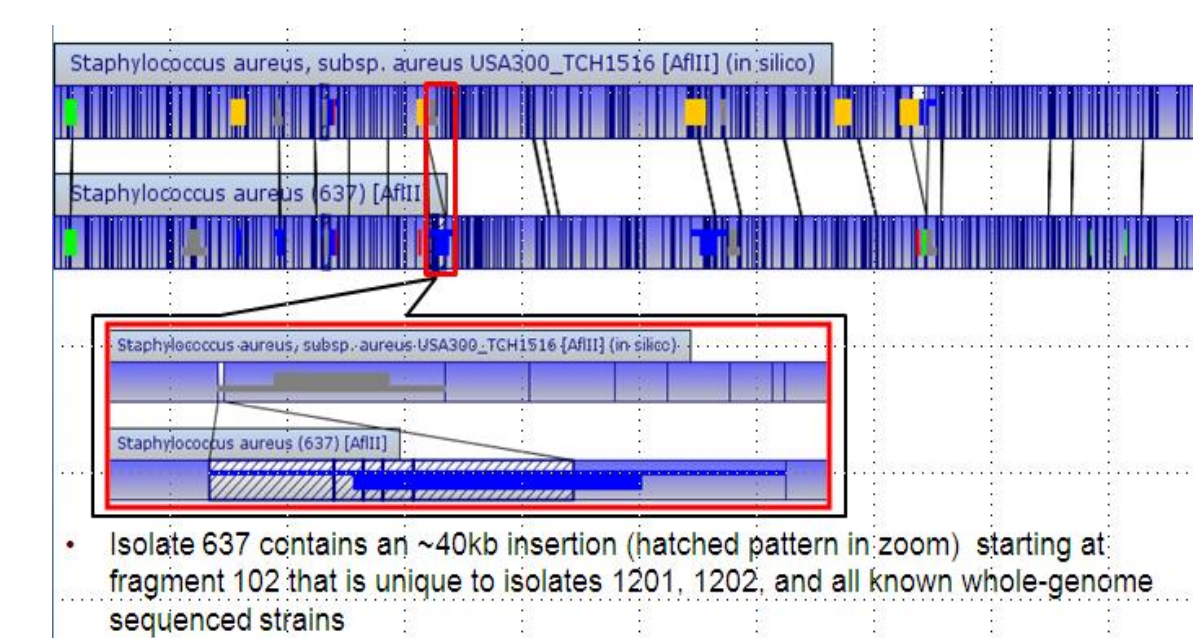 Staphylococcus aureus, subsp. aureus USA300_TCH1516 [AflII] (in silico)
Staphylococcus aureus (637) [AflII]
Staphylococcus aureus, subsp. aureus USA300_TCH1516 [AflII] (in silico)
Staphylococcus aureus (637) [AflII]
• Isolate 637 contains an ~40kb insertion (hatched pattern in zoom) starting at
fragment 102 that is unique to isolates 1201, 1202, and all known whole-genome
sequenced strains